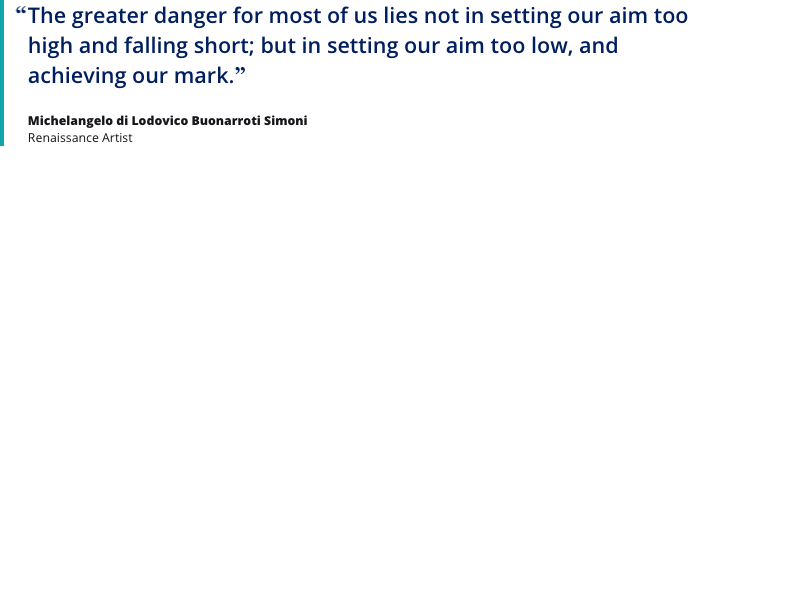 “The greater danger for most of us lies not in setting our aim too
high and falling short; but in setting our aim too low, and
achieving our mark.”
Michelangelo di Lodovico Buonarroti Simoni
Renaissance Artist